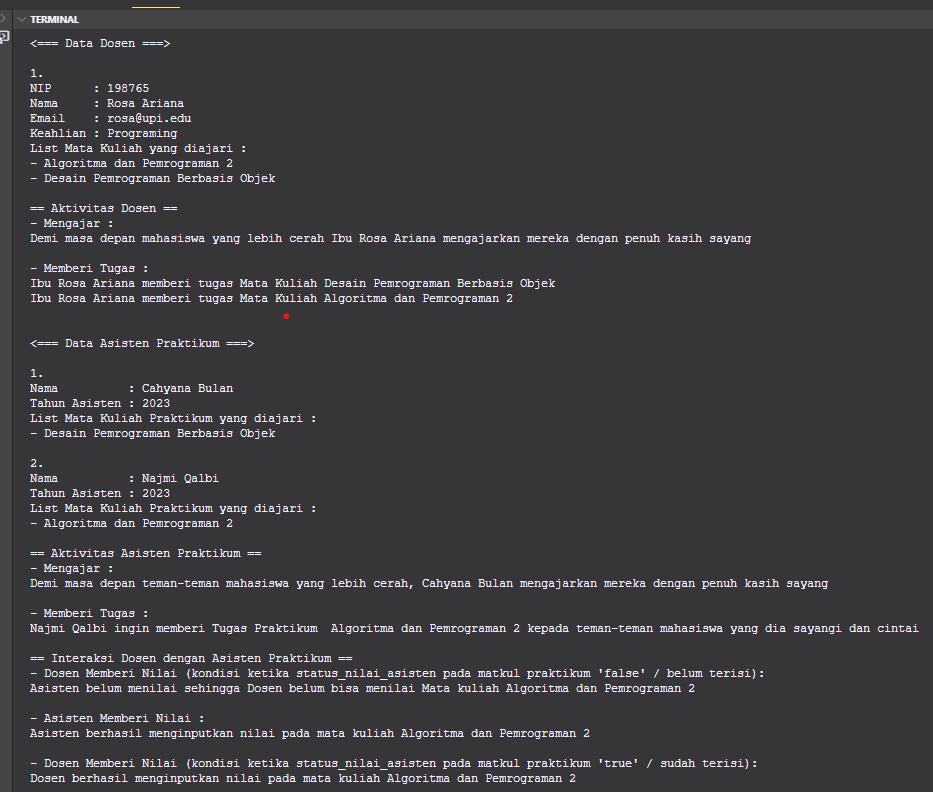 TERMINAL
<=== Data Dosen ===>
1.
NIP      : 198765
Nama     : Rosa Ariana
Email    : rosa@upi.edu
Keahlian : Programing
List Mata Kuliah yang diajari :
- Algoritma dan Pemrograman 2
- Desain Pemrograman Berbasis Objek
== Aktivitas Dosen ==
- Mengajar :
Demi masa depan mahasiswa yang lebih cerah Ibu Rosa Ariana mengajarkan mereka dengan penuh kasih sayang
- Memberi Tugas :
Ibu Rosa Ariana memberi tugas Mata Kuliah Desain Pemrograman Berbasis Objek
Ibu Rosa Ariana memberi tugas Mata Kuliah Algoritma dan Pemrograman 2
<=== Data Asisten Praktikum ===>
1.
Nama          : Cahyana Bulan
Tahun Asisten : 2023
List Mata Kuliah Praktikum yang diajari :
- Desain Pemrograman Berbasis Objek
2.
Nama          : Najmi Qalbi
Tahun Asisten : 2023
List Mata Kuliah Praktikum yang diajari :
- Algoritma dan Pemrograman 2
== Aktivitas Asisten Praktikum ==
- Mengajar :
Demi masa depan teman-teman mahasiswa yang lebih cerah, Cahyana Bulan mengajarkan mereka dengan penuh kasih sayang
- Memberi Tugas :
Najmi Qalbi ingin memberi Tugas Praktikum  Algoritma dan Pemrograman 2 kepada teman-teman mahasiswa yang dia sayangi dan cintai
== Interaksi Dosen dengan Asisten Praktikum ==
- Dosen Memberi Nilai (kondisi ketika status_nilai_asisten pada matkul praktikum 'false' / belum terisi):
Asisten belum menilai sehingga Dosen belum bisa menilai Mata kuliah Algoritma dan Pemrograman 2
- Asisten Memberi Nilai :
Asisten berhasil menginputkan nilai pada mata kuliah Algoritma dan Pemrograman 2
- Dosen Memberi Nilai (kondisi ketika status_nilai_asisten pada matkul praktikum 'true' / sudah terisi):
Dosen berhasil menginputkan nilai pada mata kuliah Algoritma dan Pemrograman 2